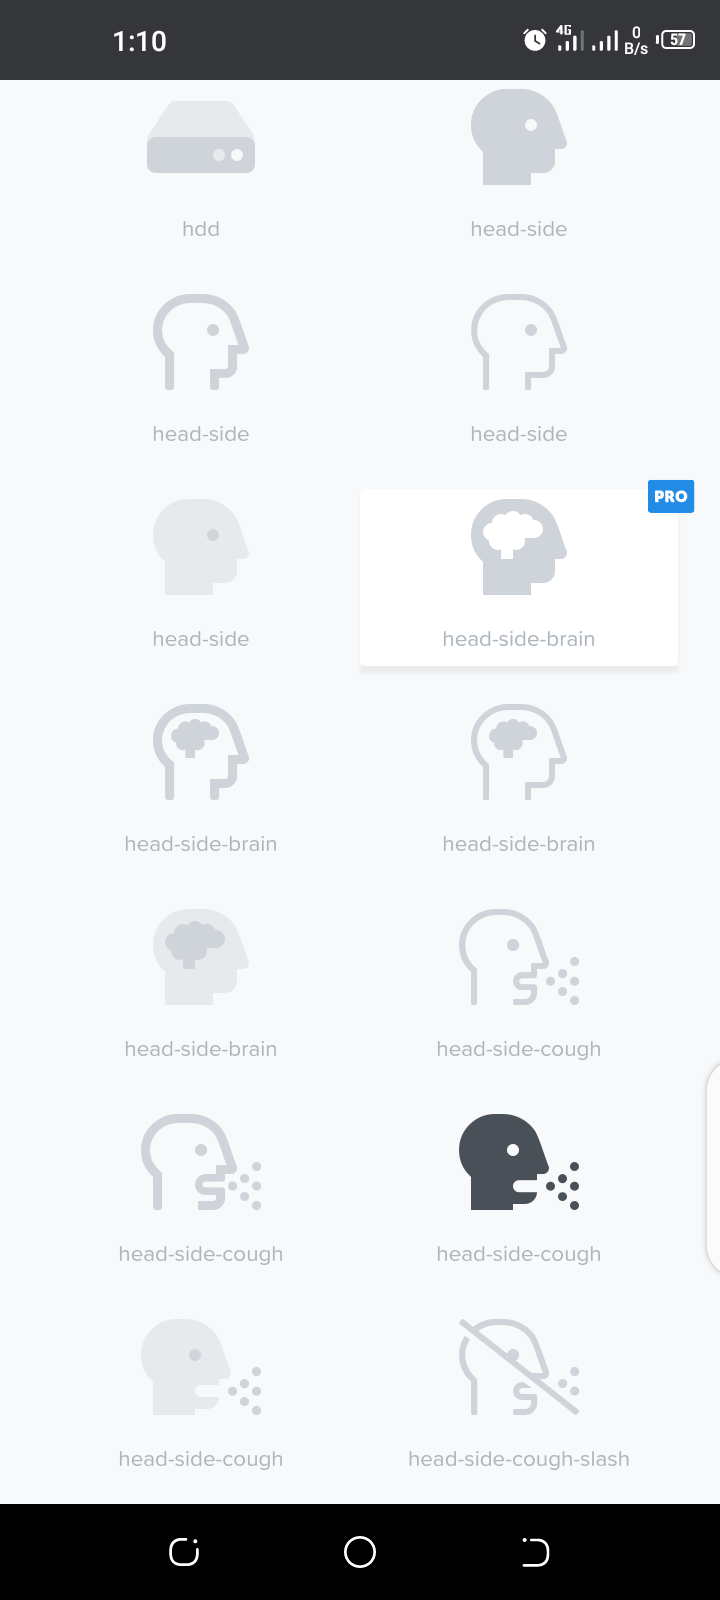 1:10
4G
0
B/s
57
hdd
head-side
head-side
head-side
PRO
head-side
head-side-brain
head-side-brain
head-side-brain
head-side-brain
head-side-cough
head-side-cough
head-side-cough
head-side-cough
head-side-cough-slash